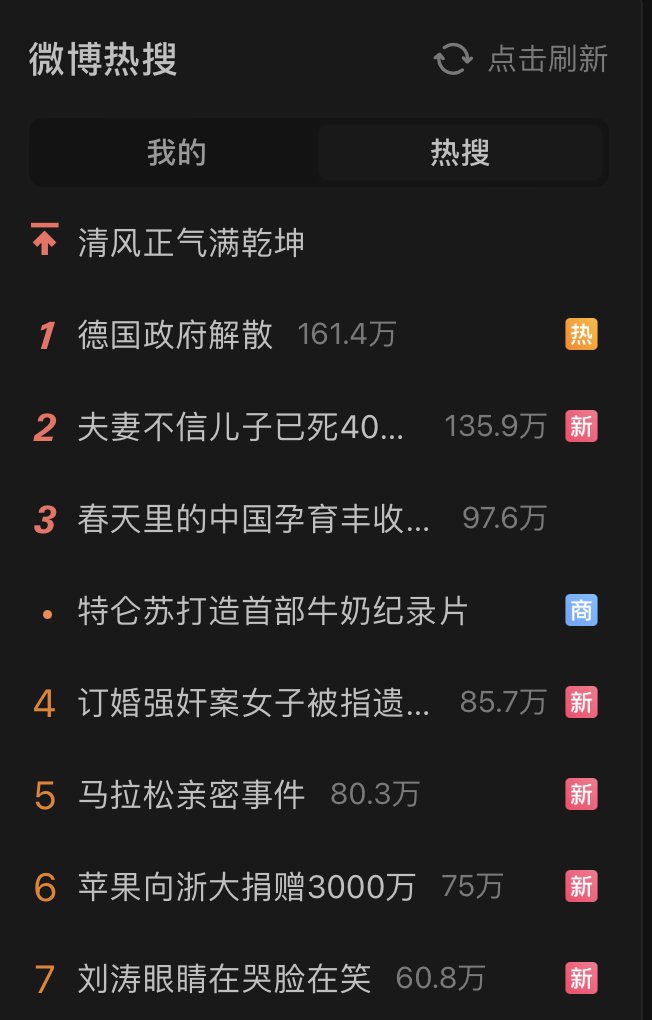 微博热搜 点击刷新
我的 热搜
清风正气满乾坤
1 德国政府解散 161.4万 热
2 夫妻不信儿子已死40... 135.9万 新
3 春天里的中国孕育丰收... 97.6万
• 特仑苏打造首部牛奶纪录片 商
4 订婚强奸案女子被指遗... 85.7万 新
5 马拉松亲密事件 80.3万 新
6 苹果向浙大捐赠3000万 75万 新
7 刘涛眼睛在哭脸在笑 60.8万 新